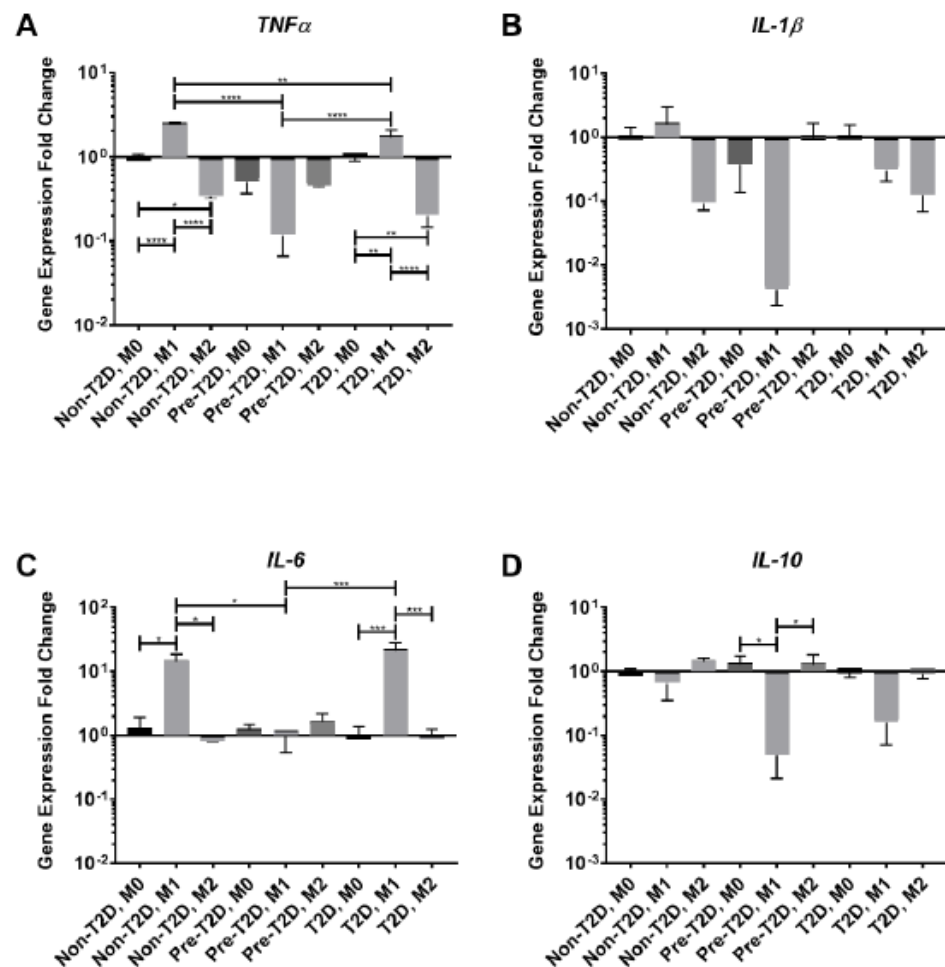 A
TNFα
Gene Expression Fold Change
10¹
10⁰
10⁻¹
10⁻²
**
****
****
*
****
****
**
**
****
Non-T2D, M0
Non-T2D, M1
Non-T2D, M2
Pre-T2D, M0
Pre-T2D, M1
Pre-T2D, M2
T2D, M0
T2D, M1
T2D, M2
B
IL-1β
Gene Expression Fold Change
10¹
10⁰
10⁻¹
10⁻²
10⁻³
Non-T2D, M0
Non-T2D, M1
Non-T2D, M2
Pre-T2D, M0
Pre-T2D, M1
Pre-T2D, M2
T2D, M0
T2D, M1
T2D, M2
C
IL-6
Gene Expression Fold Change
10²
10¹
10⁰
10⁻¹
10⁻²
***
*
*
*
***
***
Non-T2D, M0
Non-T2D, M1
Non-T2D, M2
Pre-T2D, M0
Pre-T2D, M1
Pre-T2D, M2
T2D, M0
T2D, M1
T2D, M2
D
IL-10
Gene Expression Fold Change
10¹
10⁰
10⁻¹
10⁻²
10⁻³
*
*
Non-T2D, M0
Non-T2D, M1
Non-T2D, M2
Pre-T2D, M0
Pre-T2D, M1
Pre-T2D, M2
T2D, M0
T2D, M1
T2D, M2